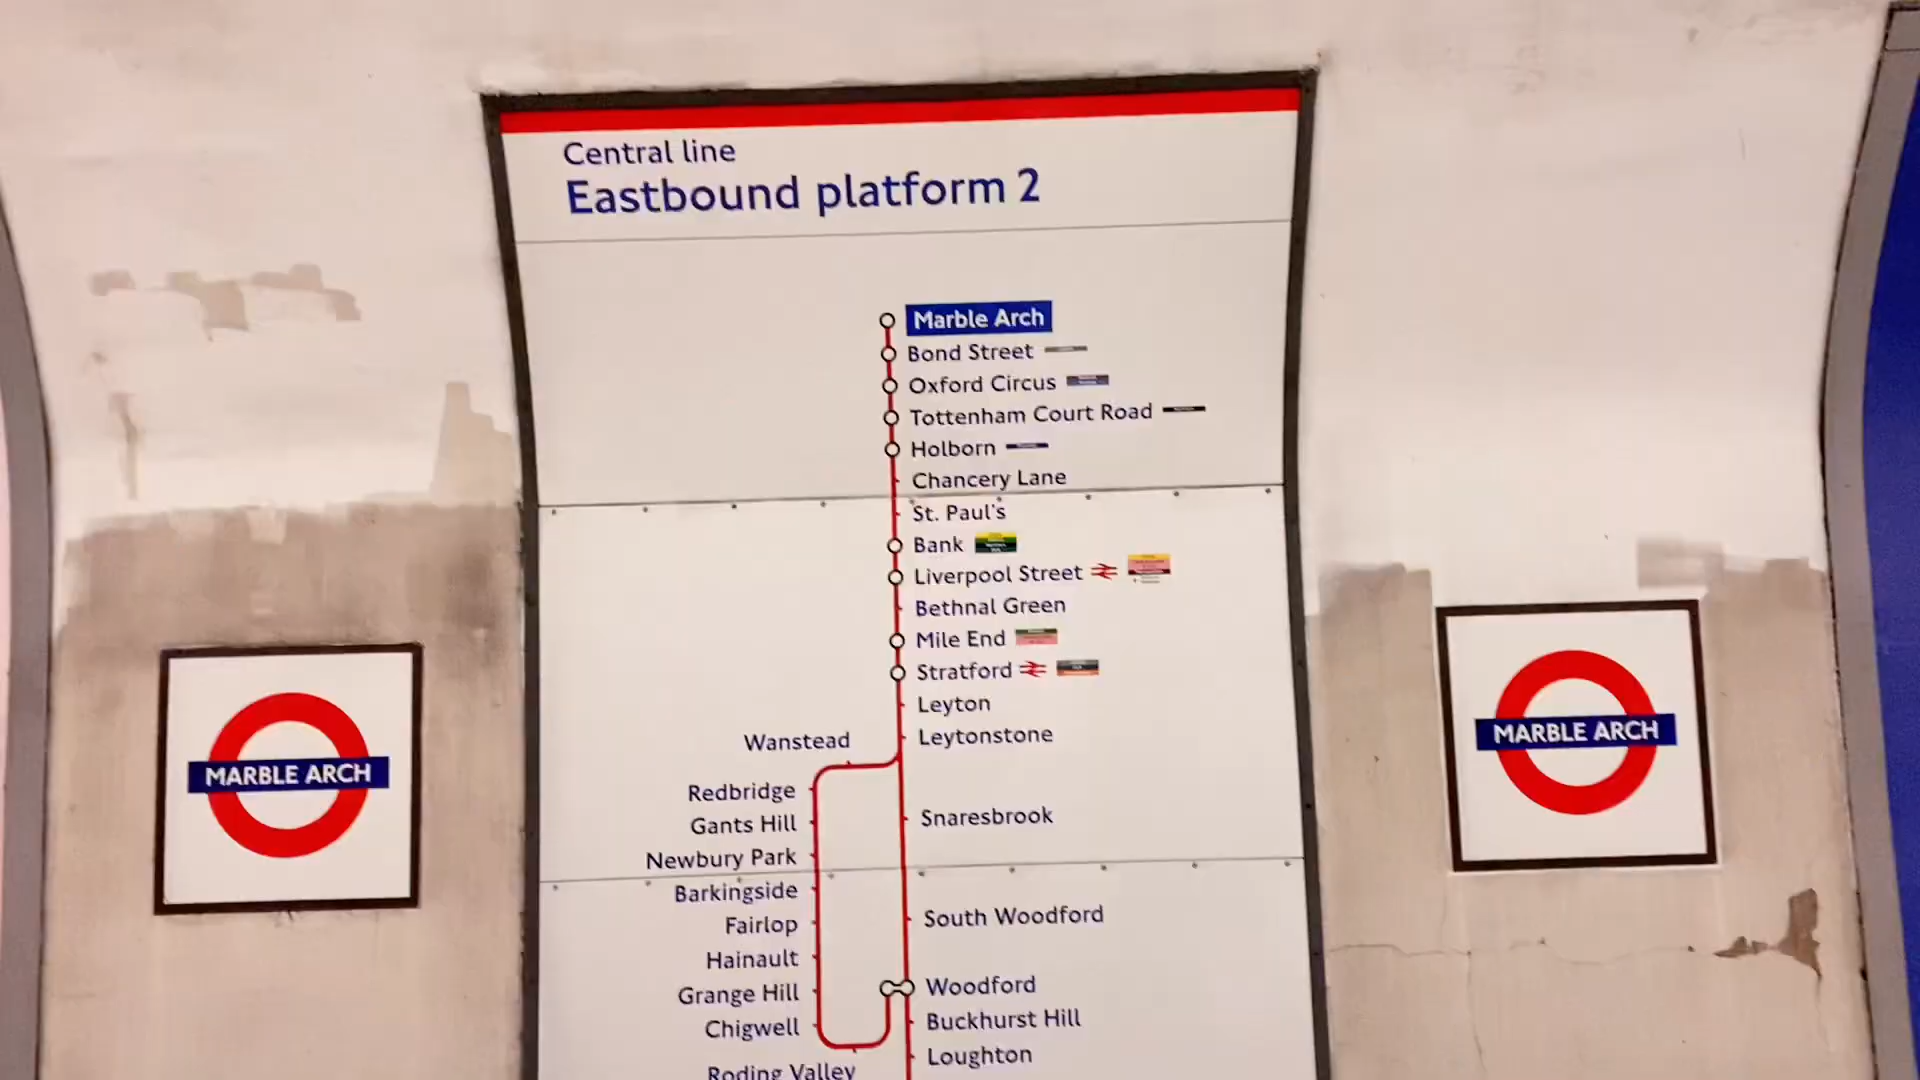 Central line
Eastbound platform 2
Marble Arch
Bond Street
Oxford Circus
Tottenham Court Road
Holborn
Chancery Lane
St. Paul's
Bank
Liverpool Street
Bethnal Green
Mile End
Stratford
Leyton
Leytonstone
Wanstead
Redbridge
Gants Hill
Newbury Park
Barkingside
Fairlop
Hainault
Grange Hill
Chigwell
Roding Valley
Snaresbrook
South Woodford
Woodford
Buckhurst Hill
Loughton
MARBLE ARCH
MARBLE ARCH